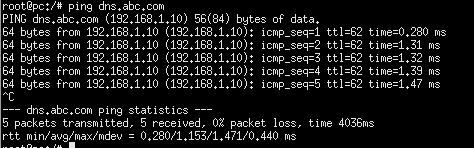 root@pc:/# ping dns.abc.com
PING dns.abc.com (192.168.1.10) 56(84) bytes of data.
64 bytes from 192.168.1.10 (192.168.1.10): icmp_seq=1 ttl=62 time=0.280 ms
64 bytes from 192.168.1.10 (192.168.1.10): icmp_seq=2 ttl=62 time=1.31 ms
64 bytes from 192.168.1.10 (192.168.1.10): icmp_seq=3 ttl=62 time=1.32 ms
64 bytes from 192.168.1.10 (192.168.1.10): icmp_seq=4 ttl=62 time=1.39 ms
64 bytes from 192.168.1.10 (192.168.1.10): icmp_seq=5 ttl=62 time=1.47 ms
^C
--- dns.abc.com ping statistics ---
5 packets transmitted, 5 received, 0% packet loss, time 4036ms
rtt min/avg/max/mdev = 0.280/1.153/1.471/0.440 ms
root@pc:/#